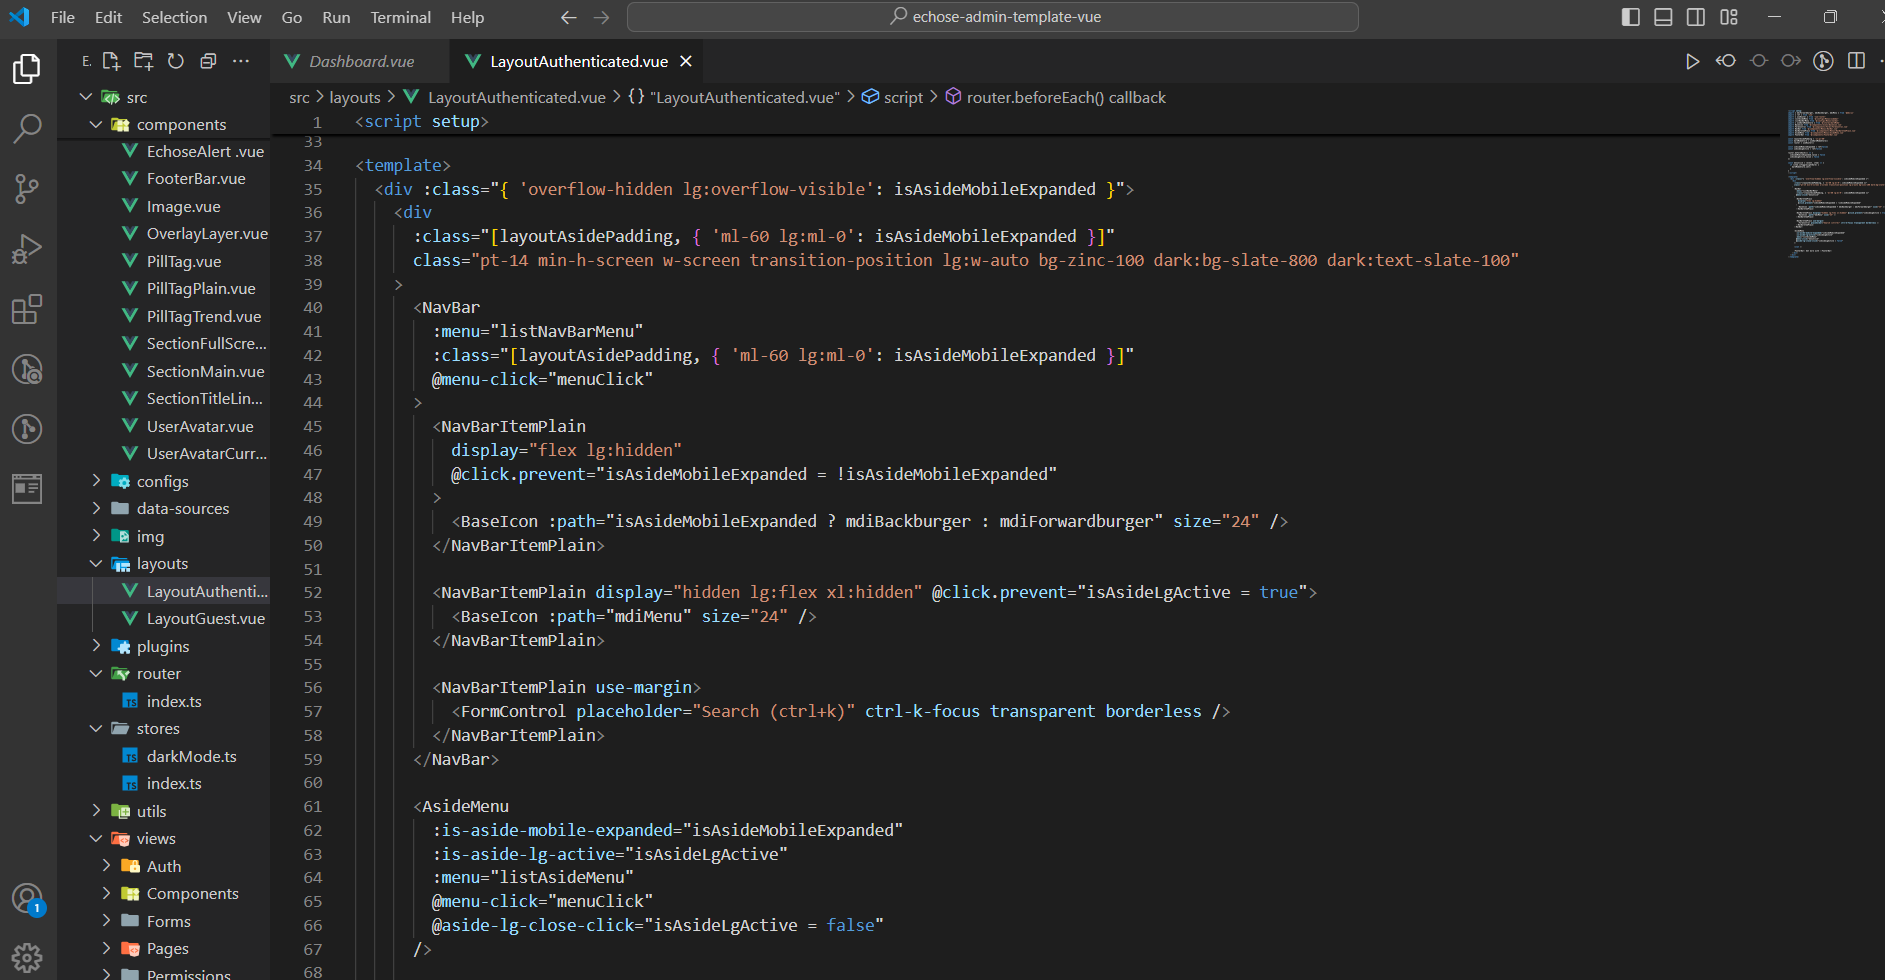 File Edit Selection View Go Run Terminal Help
echose-admin-template-vue
E.
Dashboard.vue
LayoutAuthenticated.vue
src > layouts > LayoutAuthenticated.vue > {} "LayoutAuthenticated.vue" > script > router.beforeEach() callback
src
components
EchoseAlert .vue
FooterBar.vue
Image.vue
OverlayLayer.vue
PillTag.vue
PillTagPlain.vue
PillTagTrend.vue
SectionFullScre...
SectionMain.vue
SectionTitleLin...
UserAvatar.vue
UserAvatarCurr...
configs
data-sources
img
layouts
LayoutAuthenti...
LayoutGuest.vue
plugins
router
TS index.ts
stores
TS darkMode.ts
TS index.ts
utils
views
Auth
Components
Forms
Pages
Permissions
1
1 <script setup>
33
34 <template>
35 <div :class="{ 'overflow-hidden lg:overflow-visible': isAsideMobileExpanded }">
36 <div
37 :class="[layoutAsidePadding, { 'ml-60 lg:ml-0': isAsideMobileExpanded }]"
38 class="pt-14 min-h-screen w-screen transition-position lg:w-auto bg-zinc-100 dark:bg-slate-800 dark:text-slate-100"
39 >
40 <NavBar
41 :menu="listNavBarMenu"
42 :class="[layoutAsidePadding, { 'ml-60 lg:ml-0': isAsideMobileExpanded }]"
43 @menu-click="menuClick"
44 >
45 <NavBarItemPlain
46 display="flex lg:hidden"
47 @click.prevent="isAsideMobileExpanded = !isAsideMobileExpanded"
48 >
49 <BaseIcon :path="isAsideMobileExpanded ? mdiBackburger : mdiForwardburger" size="24" />
50 </NavBarItemPlain>
51
52 <NavBarItemPlain display="hidden lg:flex xl:hidden" @click.prevent="isAsideLgActive = true">
53 <BaseIcon :path="mdiMenu" size="24" />
54 </NavBarItemPlain>
55
56 <NavBarItemPlain use-margin>
57 <FormControl placeholder="Search (ctrl+k)" ctrl-k-focus transparent borderless />
58 </NavBarItemPlain>
59 </NavBar>
60
61 <AsideMenu
62 :is-aside-mobile-expanded="isAsideMobileExpanded"
63 :is-aside-lg-active="isAsideLgActive"
64 :menu="listAsideMenu"
65 @menu-click="menuClick"
66 @aside-lg-close-click="isAsideLgActive = false"
67 />
68